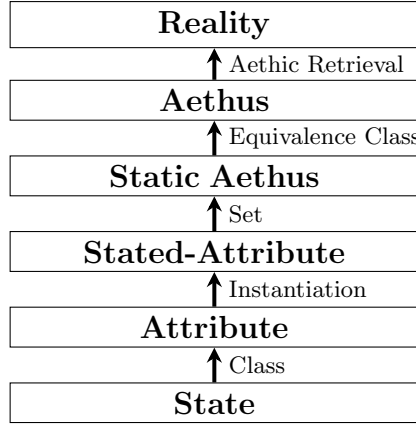 Reality
Aethic Retrieval
Aethus
Equivalence Class
Static Aethus
Set
Stated-Attribute
Instantiation
Attribute
Class
State